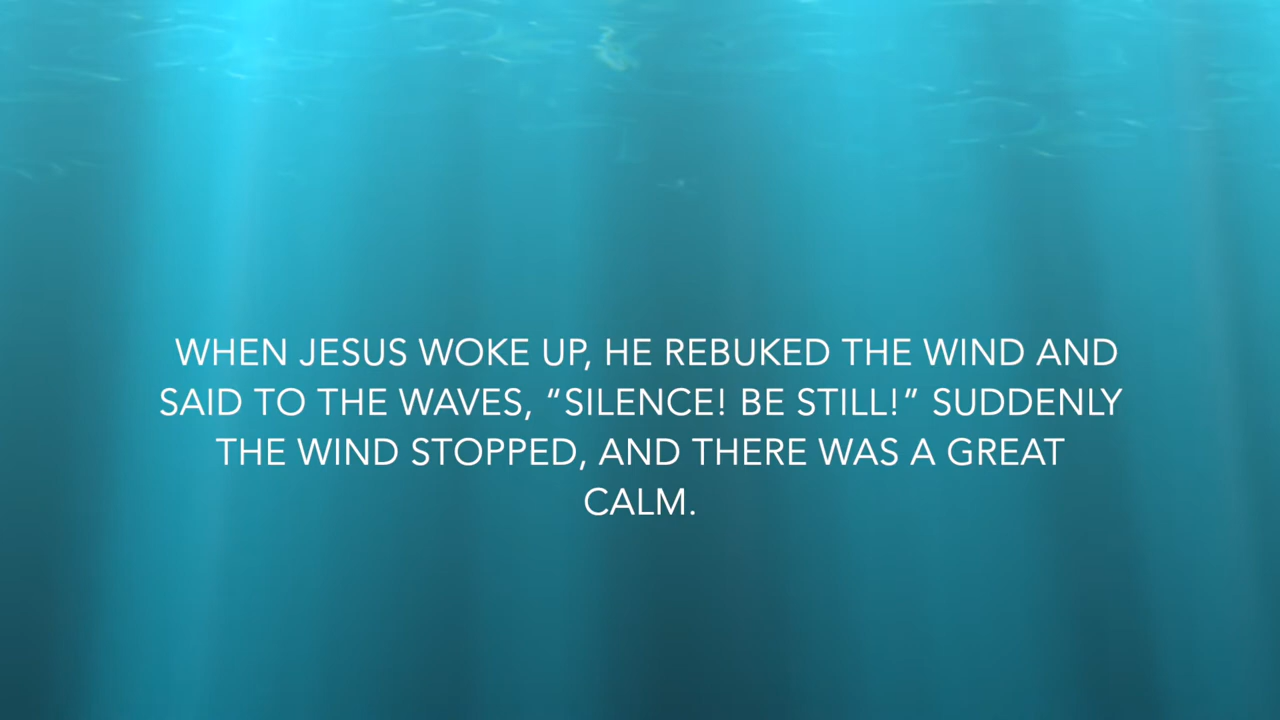 WHEN JESUS WOKE UP, HE REBUKED THE WIND AND
SAID TO THE WAVES, “SILENCE! BE STILL!” SUDDENLY
THE WIND STOPPED, AND THERE WAS A GREAT
CALM.